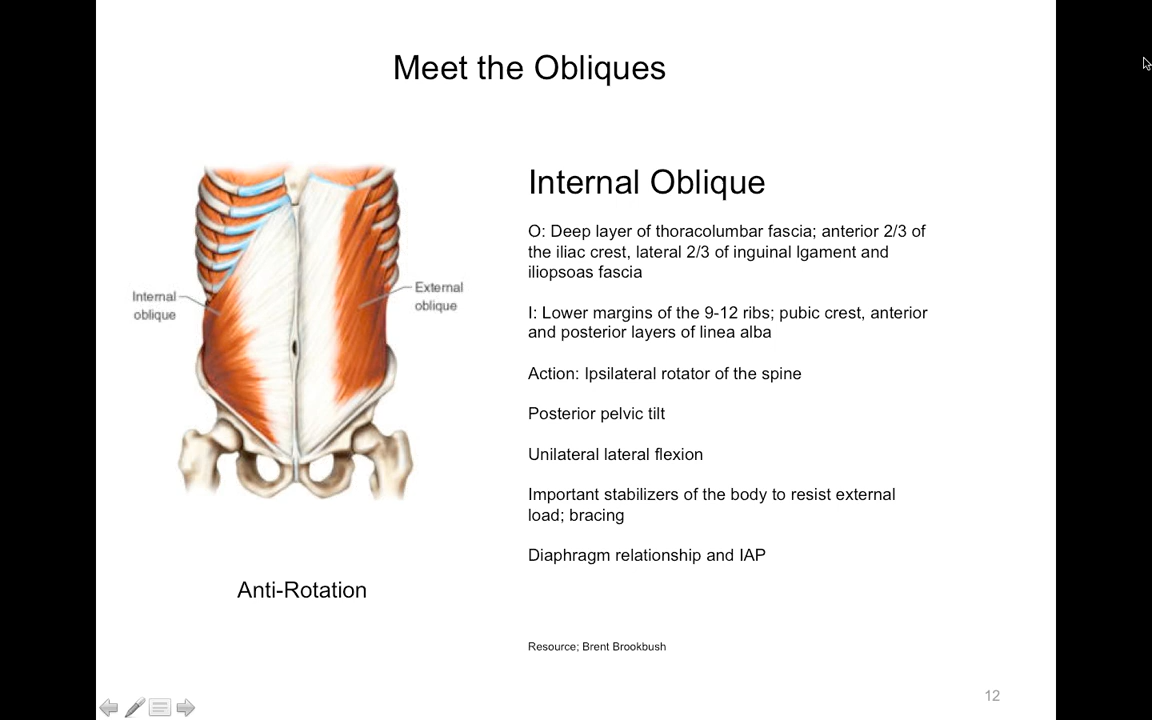 Meet the Obliques
Internal
oblique
External
oblique
Anti-Rotation
Internal Oblique
O: Deep layer of thoracolumbar fascia; anterior 2/3 of
the iliac crest, lateral 2/3 of inguinal lgament and
iliopsoas fascia
I: Lower margins of the 9-12 ribs; pubic crest, anterior
and posterior layers of linea alba
Action: Ipsilateral rotator of the spine
Posterior pelvic tilt
Unilateral lateral flexion
Important stabilizers of the body to resist external
load; bracing
Diaphragm relationship and IAP
Resource; Brent Brookbush
12